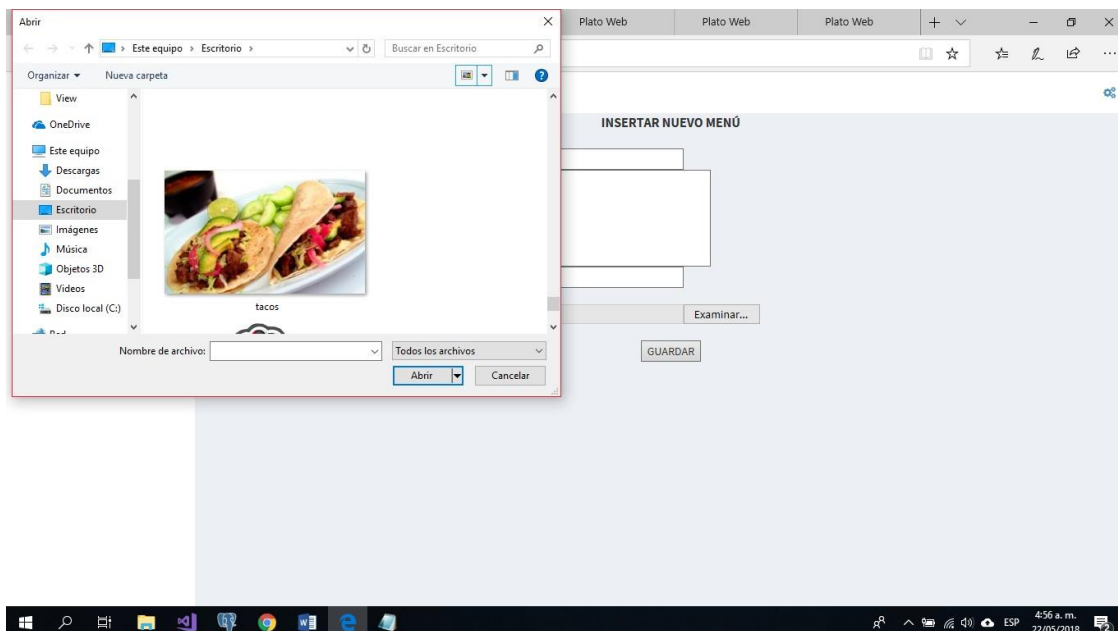 Abrir
Plato Web
Plato Web
Plato Web
Este equipo > Escritorio >
Buscar en Escritorio
Organizar
Nueva carpeta
View
OneDrive
Este equipo
Descargas
Documentos
Escritorio
Imágenes
Música
Objetos 3D
Videos
Disco local (C:)
Red
tacos
Nombre de archivo:
Todos los archivos
Abrir
Cancelar
INSERTAR NUEVO MENÚ
Examinar...
GUARDAR
ESP
4:56 a. m.
22/05/2018